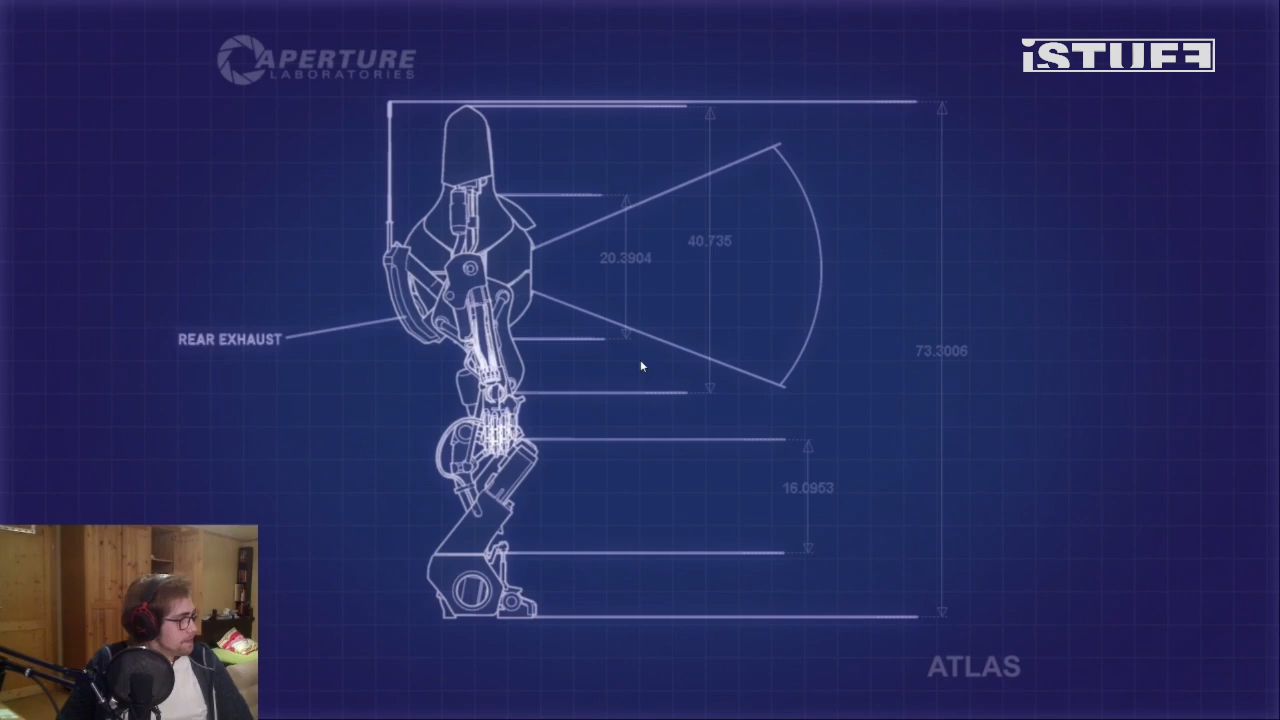 APERTURE
LABORATORIES
iSTUFF
40.735
20.3904
REAR EXHAUST
73.3006
16.0953
ATLAS